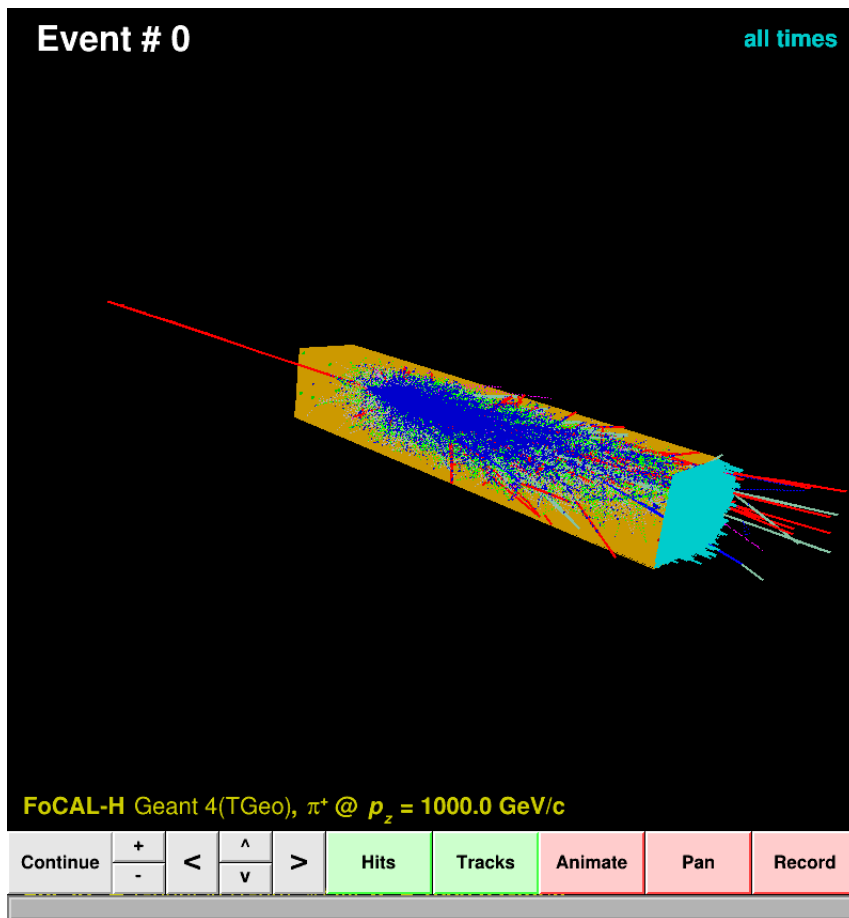 Event # 0
all times
FoCAL-H Geant 4(TGeo), π⁺ @ p_z = 1000.0 GeV/c
Continue + - < ^ v > Hits Tracks Animate Pan Record